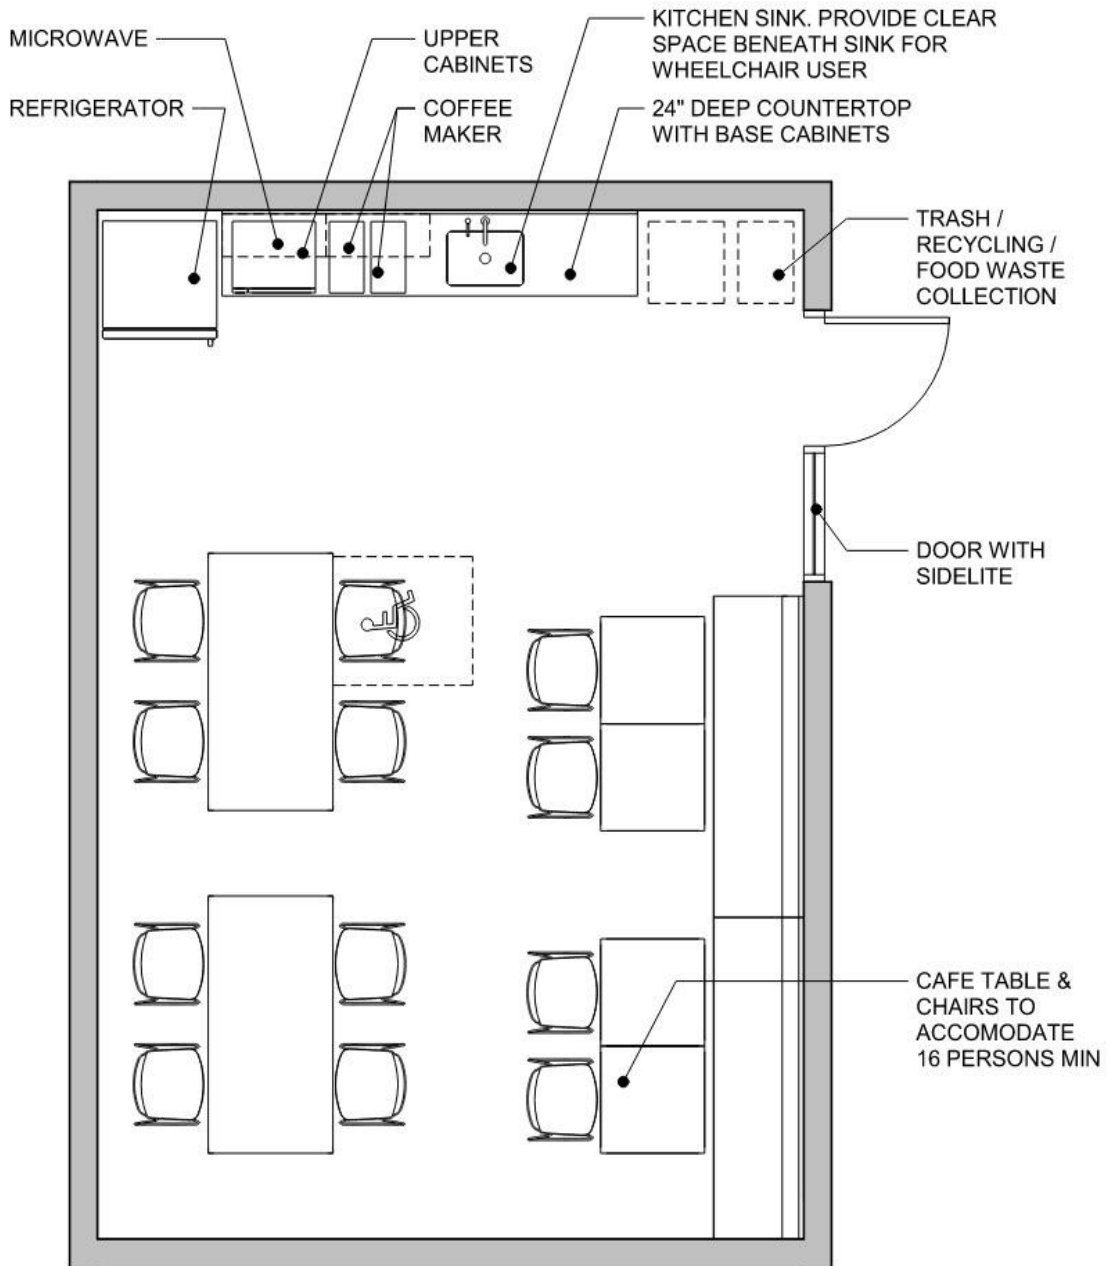 MICROWAVE
REFRIGERATOR
UPPER
CABINETS
COFFEE
MAKER
KITCHEN SINK. PROVIDE CLEAR
SPACE BENEATH SINK FOR
WHEELCHAIR USER
24" DEEP COUNTERTOP
WITH BASE CABINETS
TRASH /
RECYCLING /
FOOD WASTE
COLLECTION
DOOR WITH
SIDELITE
CAFE TABLE &
CHAIRS TO
ACCOMODATE
16 PERSONS MIN